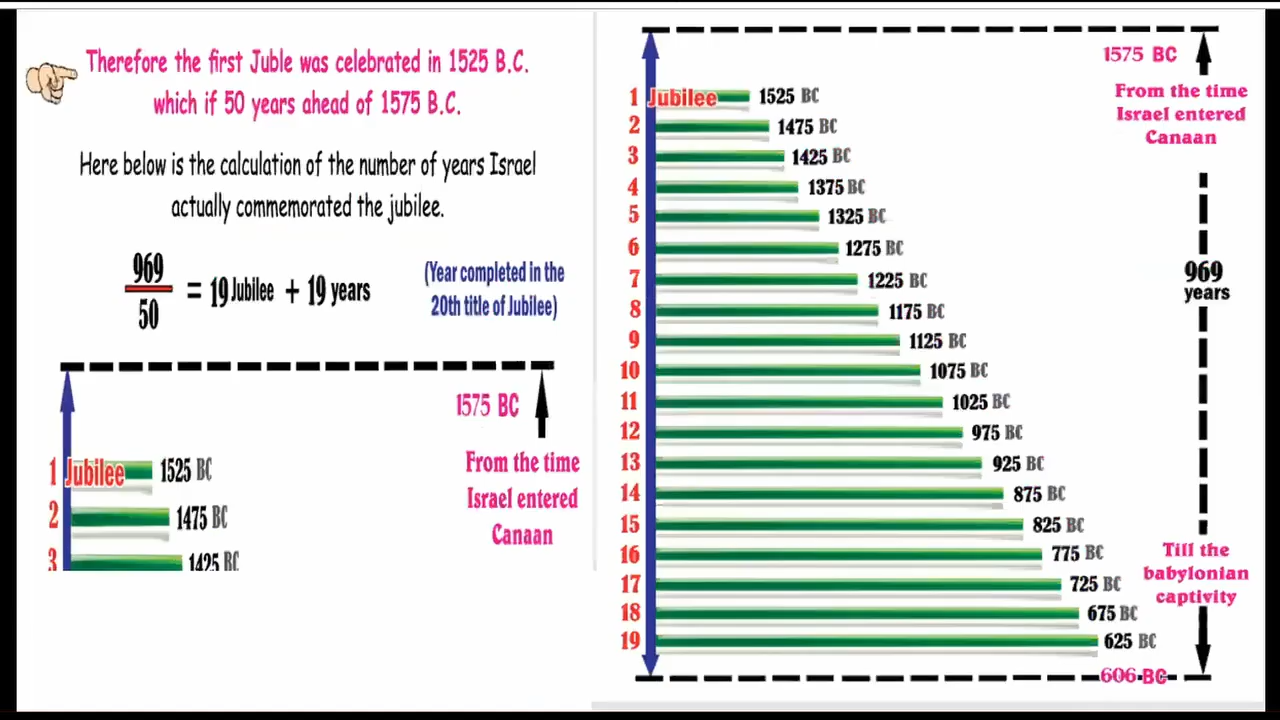 Therefore the first Juble was celebrated in 1525 B.C.
which if 50 years ahead of 1575 B.C.
Here below is the calculation of the number of years Israel
actually commemorated the jubilee.
969
50
= 19 Jubilee + 19 years
(Year completed in the
20th title of Jubilee)
1575 BC
From the time
Israel entered
Canaan
1 Jubilee 1525 BC
2 1475 BC
3 1425 BC
1575 BC
From the time
Israel entered
Canaan
1 Jubilee 1525 BC
2 1475 BC
3 1425 BC
4 1375 BC
5 1325 BC
6 1275 BC
7 1225 BC
8 1175 BC
9 1125 BC
10 1075 BC
11 1025 BC
12 975 BC
13 925 BC
14 875 BC
15 825 BC
16 775 BC
17 725 BC
18 675 BC
19 625 BC
969
years
Till the
babylonian
captivity
606 BC